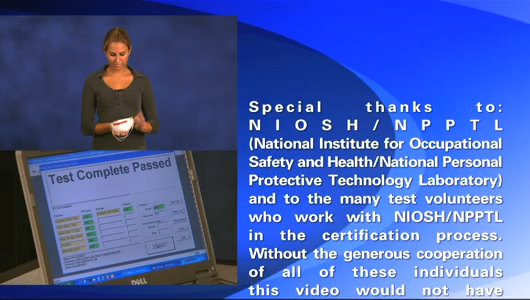 Special thanks to:
NIOSH/NPPTL
(National Institute for Occupational
Safety and Health/National Personal
Protective Technology Laboratory)
and to the many test volunteers
who work with NIOSH/NPPTL
in the certification process.
Without the generous cooperation
of all of these individuals
this video would not have
Test Complete Passed
DELL